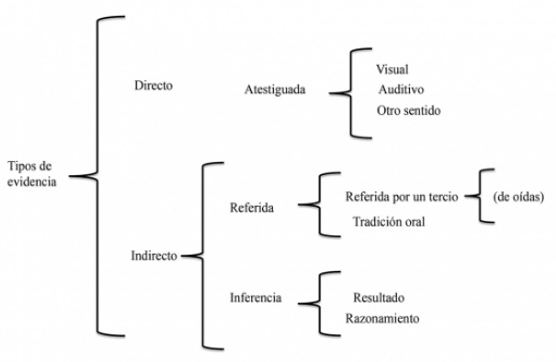 Tipos de
evidencia
Directo
Atestiguada
Visual
Auditivo
Otro sentido
Indirecto
Referida
Referida por un tercio
(de oídas)
Tradición oral
Inferencia
Resultado
Razonamiento